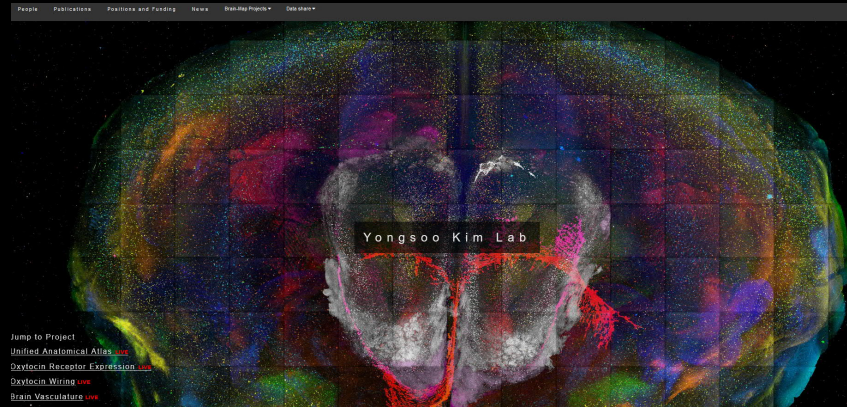 People Publications Positions and Funding News Brain-Map Projects Data share
Yongsoo Kim Lab
Jump to Project
Unified Anatomical Atlas LIVE
Oxytocin Receptor Expression LIVE
Oxytocin Wiring LIVE
Brain Vasculature LIVE